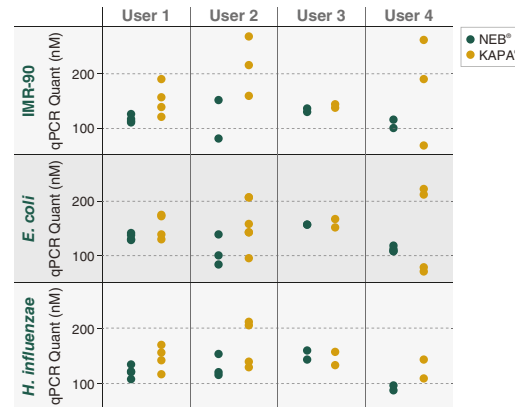 User 1 User 2 User 3 User 4
NEB®
KAPA
IMR-90
qPCR Quant (nM)
200
100
E. coli
qPCR Quant (nM)
200
100
H. influenzae
qPCR Quant (nM)
200
100